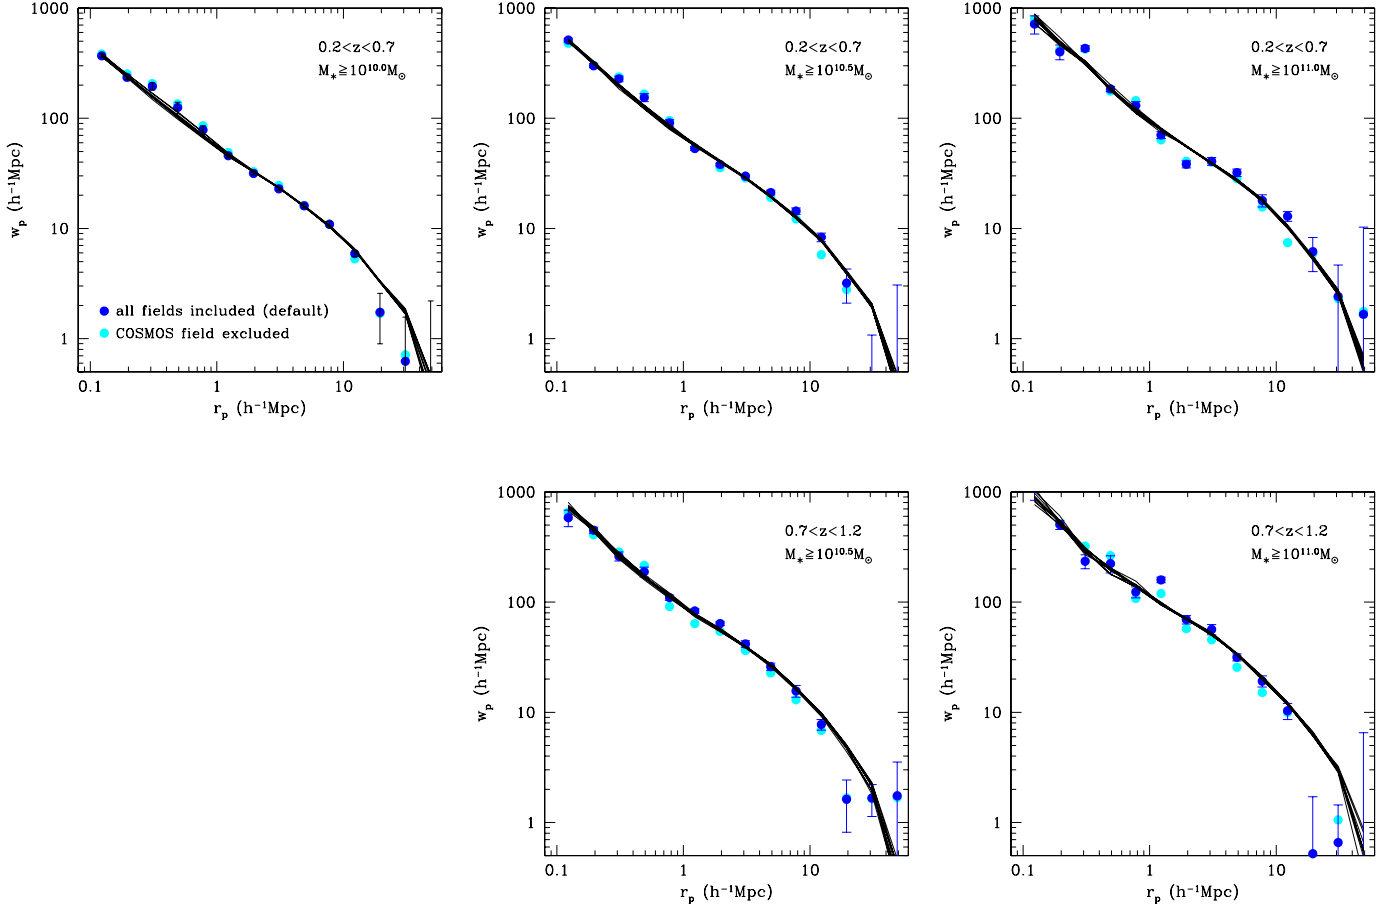 1000
100
10
1
w_p (h⁻¹Mpc)
0.2<z<0.7
M_*≧10^{10.0}M_⊙
all fields included (default)
COSMOS field excluded
0.1 1 10
r_p (h⁻¹Mpc)
1000
100
10
1
w_p (h⁻¹Mpc)
0.2<z<0.7
M_*≧10^{10.5}M_⊙
0.1 1 10
r_p (h⁻¹Mpc)
1000
100
10
1
w_p (h⁻¹Mpc)
0.2<z<0.7
M_*≧10^{11.0}M_⊙
0.1 1 10
r_p (h⁻¹Mpc)
1000
100
10
1
w_p (h⁻¹Mpc)
0.7<z<1.2
M_*≧10^{10.5}M_⊙
0.1 1 10
r_p (h⁻¹Mpc)
1000
100
10
1
w_p (h⁻¹Mpc)
0.7<z<1.2
M_*≧10^{11.0}M_⊙
0.1 1 10
r_p (h⁻¹Mpc)